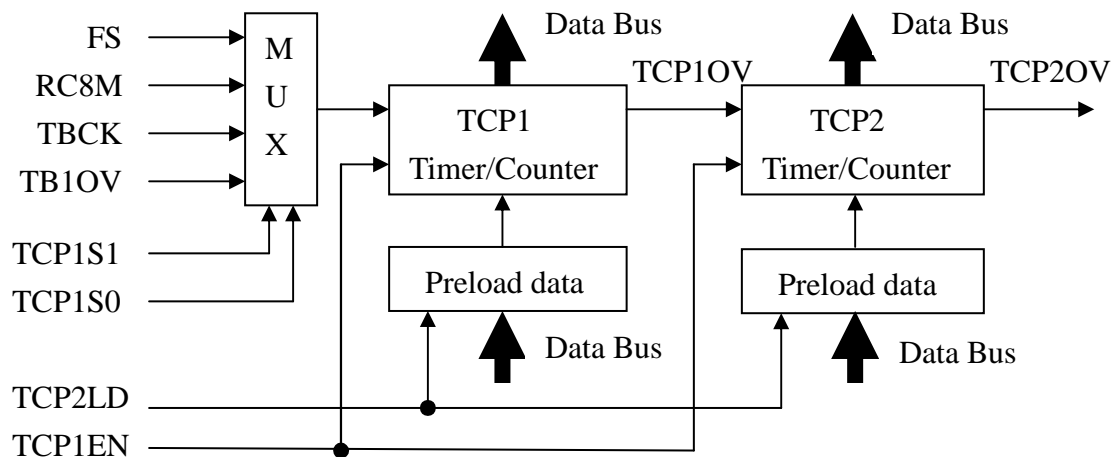 FS
RC8M
TBCK
TB1OV
TCP1S1
TCP1S0
TCP2LD
TCP1EN
M
U
X
Data Bus
TCP1
Timer/Counter
TCP1OV
Preload data
Data Bus
Data Bus
TCP2
Timer/Counter
TCP2OV
Preload data
Data Bus